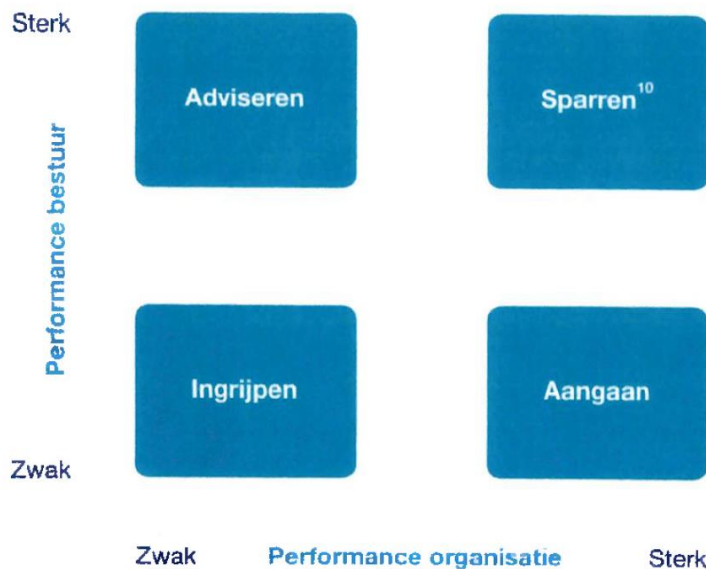 Sterk
Adviseren
Sparren¹⁰
Performance bestuur
Ingrijpen
Aangaan
Zwak
Zwak
Performance organisatie
Sterk